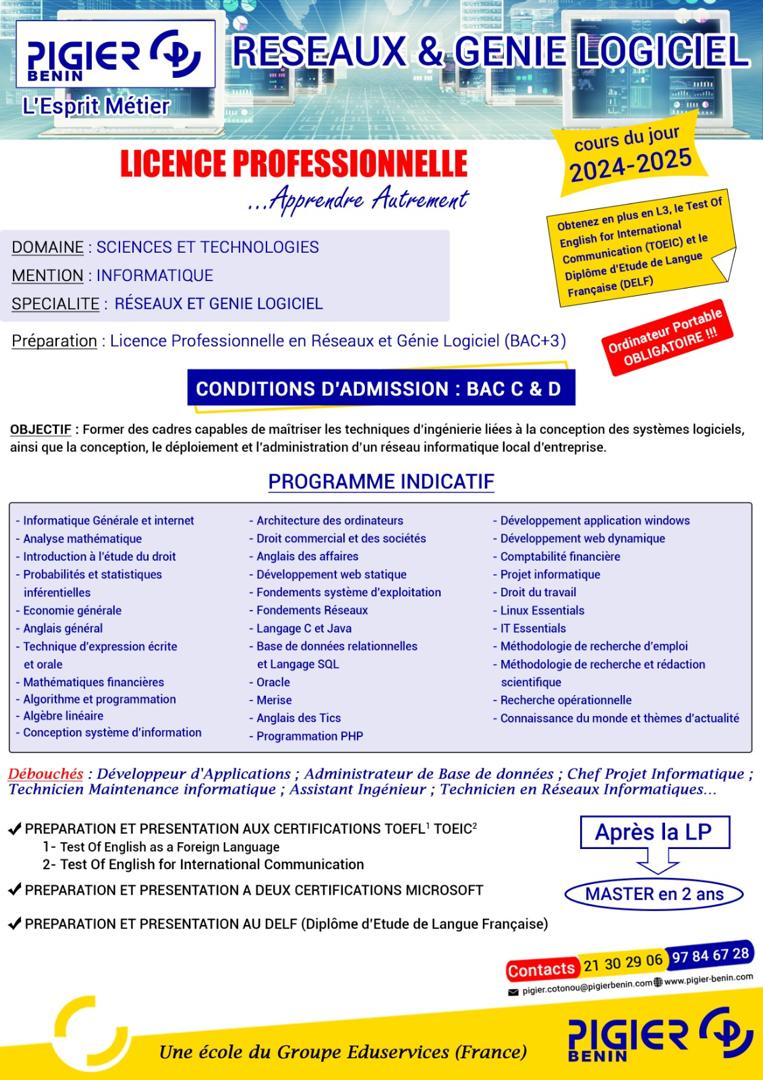 PIGIER
BENIN
L'Esprit Métier
RESEAUX & GENIE LOGICIEL
cours du jour
2024-2025
LICENCE PROFESSIONNELLE
...Apprendre Autrement
Obtenez en plus en L3, le Test Of
English for International
Communication (TOEIC) et le
Diplôme d'Etude de Langue
Française (DELF)
DOMAINE : SCIENCES ET TECHNOLOGIES
MENTION : INFORMATIQUE
SPECIALITE : RÉSEAUX ET GENIE LOGICIEL
Préparation : Licence Professionnelle en Réseaux et Génie Logiciel (BAC+3)
Ordinateur Portable
OBLIGATOIRE !!!
CONDITIONS D'ADMISSION : BAC C & D
OBJECTIF : Former des cadres capables de maîtriser les techniques d'ingénierie liées à la conception des systèmes logiciels,
ainsi que la conception, le déploiement et l'administration d'un réseau informatique local d'entreprise.
PROGRAMME INDICATIF
- Informatique Générale et internet
- Analyse mathématique
- Introduction à l'étude du droit
- Probabilités et statistiques
inférentielles
- Economie générale
- Anglais général
- Technique d'expression écrite
et orale
- Mathématiques financières
- Algorithme et programmation
- Algèbre linéaire
- Conception système d'information
- Architecture des ordinateurs
- Droit commercial et des sociétés
- Anglais des affaires
- Développement web statique
- Fondements système d'exploitation
- Fondements Réseaux
- Langage C et Java
- Base de données relationnelles
et Langage SQL
- Oracle
- Merise
- Anglais des Tics
- Programmation PHP
- Développement application windows
- Développement web dynamique
- Comptabilité financière
- Projet informatique
- Droit du travail
- Linux Essentials
- IT Essentials
- Méthodologie de recherche d'emploi
- Méthodologie de recherche et rédaction
scientifique
- Recherche opérationnelle
- Connaissance du monde et thèmes d'actualité
Débouchés : Développeur d'Applications ; Administrateur de Base de données ; Chef Projet Informatique ;
Technicien Maintenance informatique ; Assistant Ingénieur ; Technicien en Réseaux Informatiques...
✔ PREPARATION ET PRESENTATION AUX CERTIFICATIONS TOEFL¹ TOEIC²
1- Test Of English as a Foreign Language
2- Test Of English for International Communication
✔ PREPARATION ET PRESENTATION A DEUX CERTIFICATIONS MICROSOFT
✔ PREPARATION ET PRESENTATION AU DELF (Diplôme d'Etude de Langue Française)
Après la LP
MASTER en 2 ans
Contacts 21 30 29 06 97 84 67 28
pigier.cotonou@pigierbenin.com www.pigier-benin.com
Une école du Groupe Eduservices (France)
PIGIER
BENIN